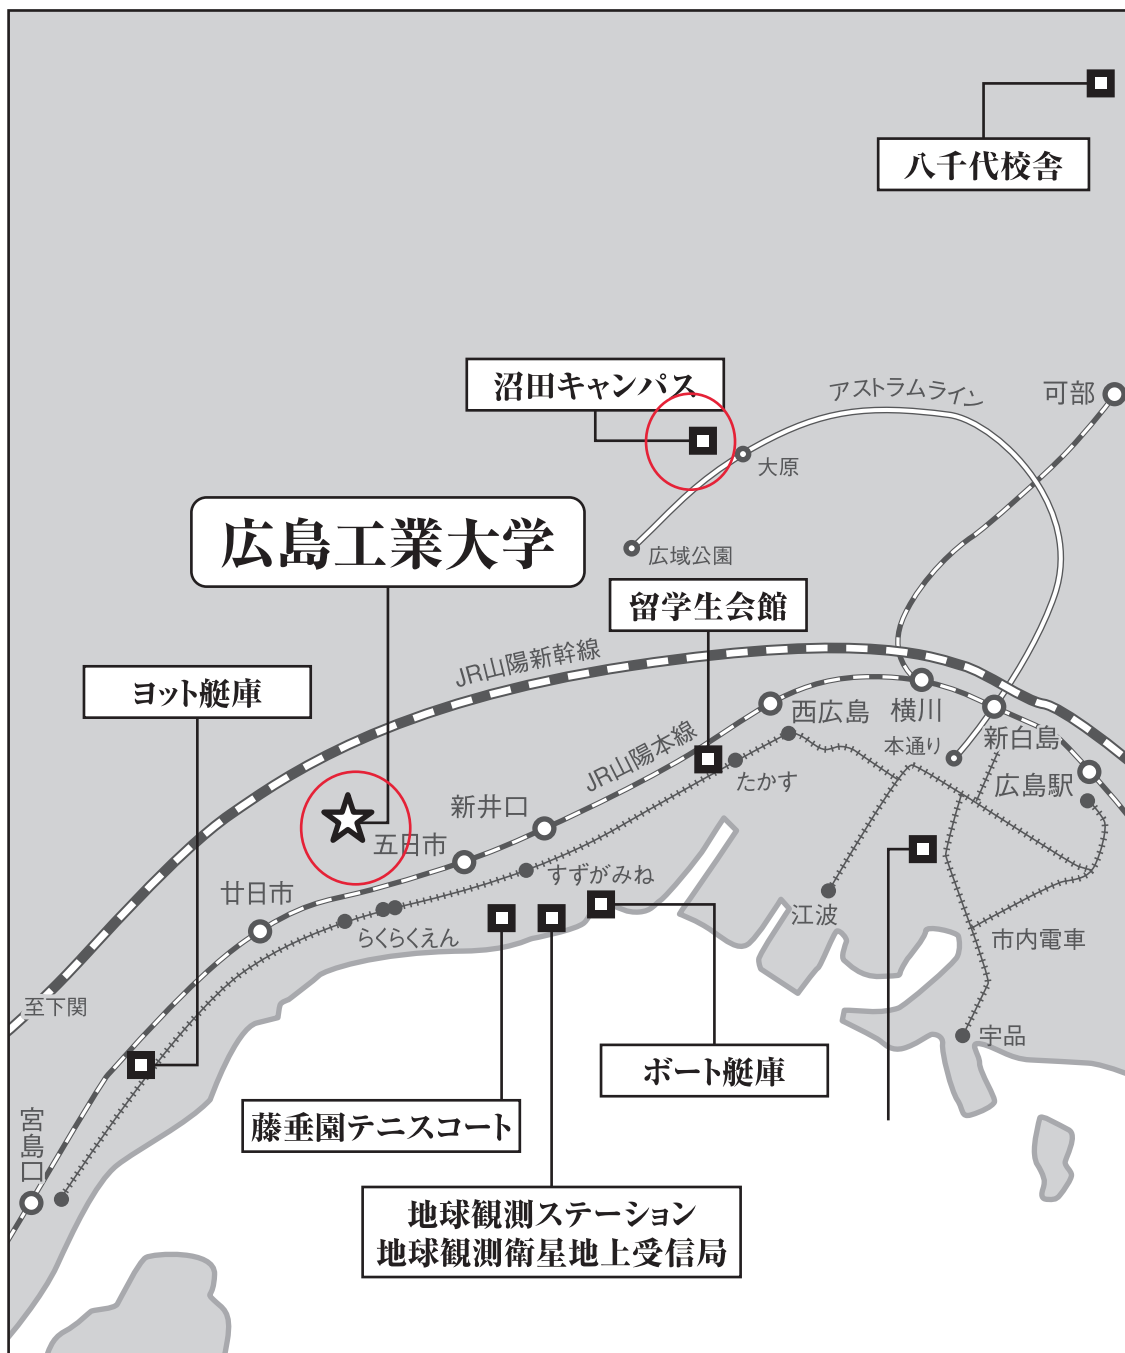 八千代校舎
沼田キャンパス
アストラムライン
可部
大原
広島工業大学
広域公園
留学生会館
JR山陽新幹線
ヨット艇庫
西広島
横川
本通り
新白島
JR山陽本線
たかす
広島駅
新井口
五日市
すずがみね
廿日市
江波
らくらくえん
市内電車
至下関
宇品
ボート艇庫
宮島口
藤垂園テニスコート
地球観測ステーション
地球観測衛星地上受信局